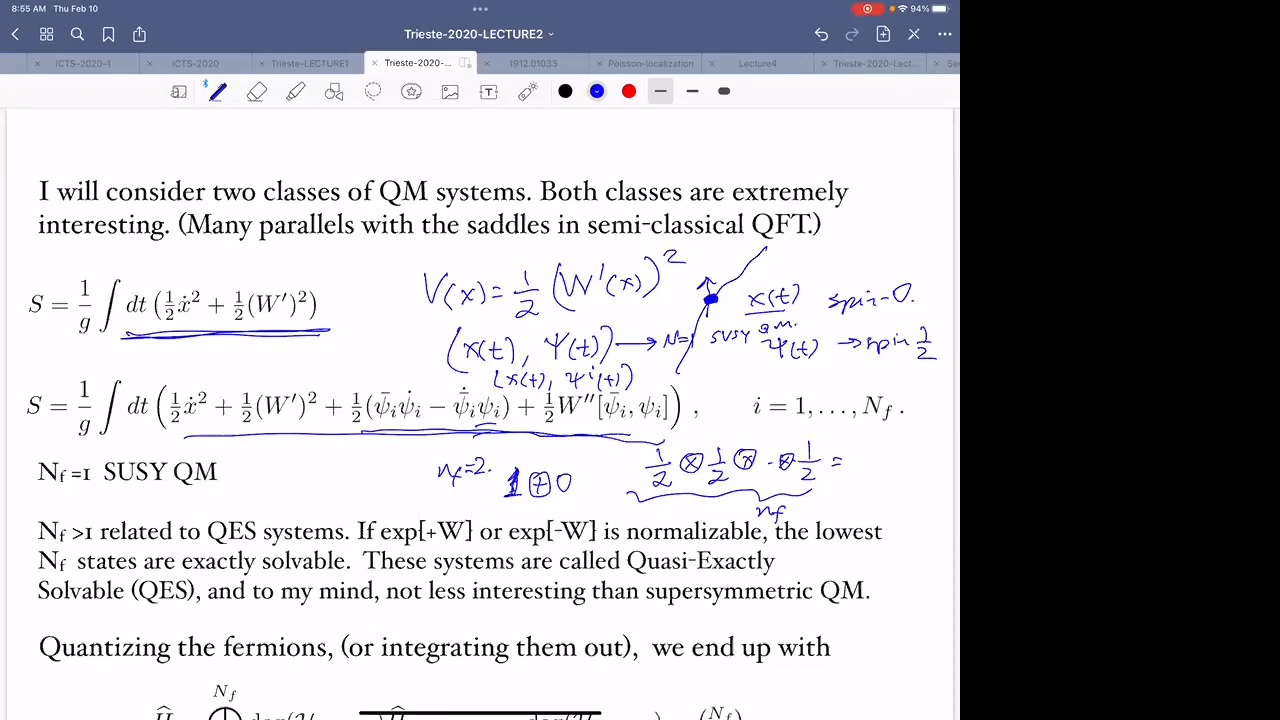 8:55 AM Thu Feb 10
94%
Trieste-2020-LECTURE2
ICTS-2020-1
ICTS-2020
Trieste-LECTURE1
Trieste-2020-...
1912.01033
Poisson-localization
Lecture4
Trieste-2020-Lect...
Se
I will consider two classes of QM systems. Both classes are extremely
interesting. (Many parallels with the saddles in semi-classical QFT.)
V(x) = 1/2 (W'(x))^2
S = 1/g ∫ dt (1/2 ẋ² + 1/2 (W')²)
x(t) spin-0.
(x(t), Ψ(t)) → N=1 SUSY QM.
Ψ(t) → spin 1/2
(x(t), Ψ^i(t))
S = 1/g ∫ dt (1/2 ẋ² + 1/2 (W')² + 1/2 (ψ̄_i ψ̇_i − ψ̄̇_i ψ_i) + 1/2 W''[ψ̄_i, ψ_i]) , i = 1, . . . , N_f .
N_f =1 SUSY QM
n_f=2. 1 ⊕ 0
1/2 ⊗ 1/2 ⊗ .. ⊗ 1/2 =
n_f
N_f >1 related to QES systems. If exp[+W] or exp[-W] is normalizable, the lowest
N_f states are exactly solvable. These systems are called Quasi-Exactly
Solvable (QES), and to my mind, not less interesting than supersymmetric QM.
Quantizing the fermions, (or integrating them out), we end up with
N_f